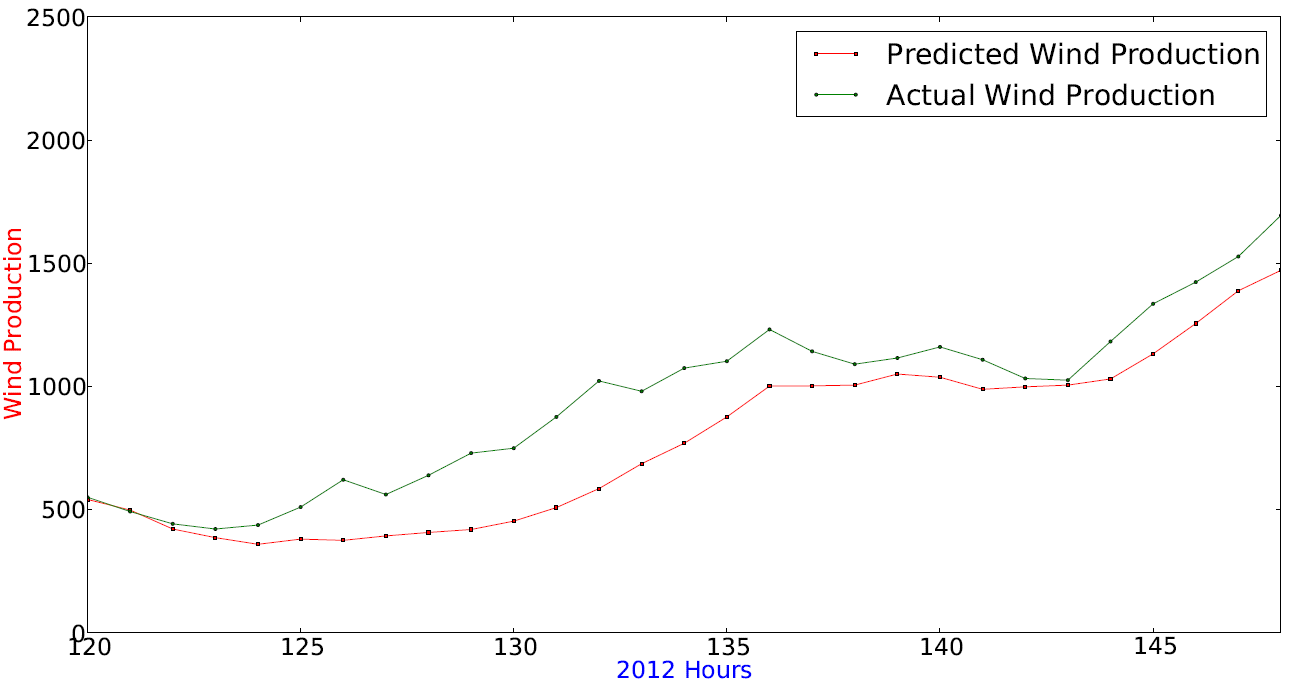 2500
2000
1500
1000
500
0
Wind Production
Predicted Wind Production
Actual Wind Production
120 125 130 135 140 145
2012 Hours